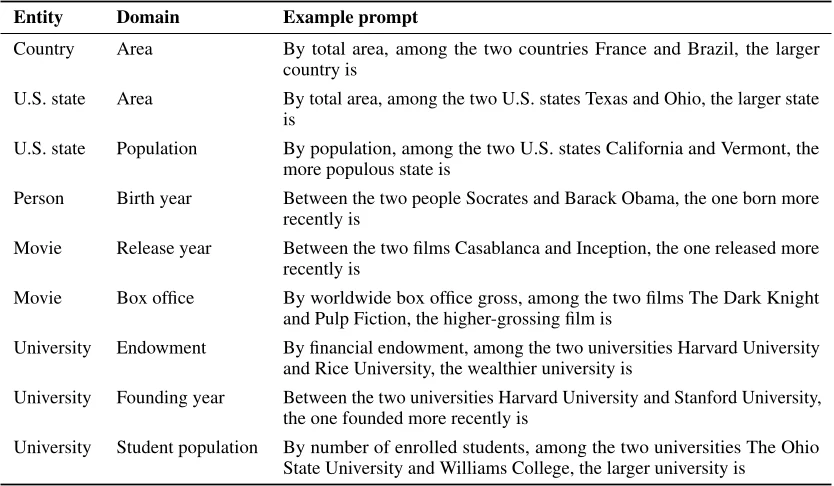 Entity Domain Example prompt
Country Area By total area, among the two countries France and Brazil, the larger
country is
U.S. state Area By total area, among the two U.S. states Texas and Ohio, the larger state
is
U.S. state Population By population, among the two U.S. states California and Vermont, the
more populous state is
Person Birth year Between the two people Socrates and Barack Obama, the one born more
recently is
Movie Release year Between the two films Casablanca and Inception, the one released more
recently is
Movie Box office By worldwide box office gross, among the two films The Dark Knight
and Pulp Fiction, the higher-grossing film is
University Endowment By financial endowment, among the two universities Harvard University
and Rice University, the wealthier university is
University Founding year Between the two universities Harvard University and Stanford University,
the one founded more recently is
University Student population By number of enrolled students, among the two universities The Ohio
State University and Williams College, the larger university is